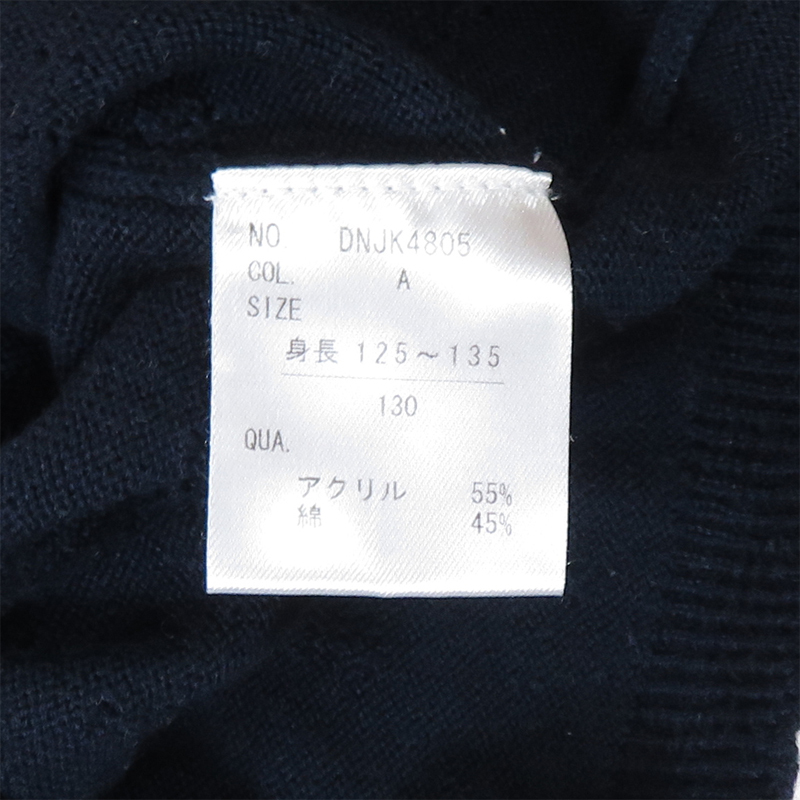 NO. DNJK4805
COL. A
SIZE
身長 125～135
130
QUA.
アクリル 55%
綿 45%